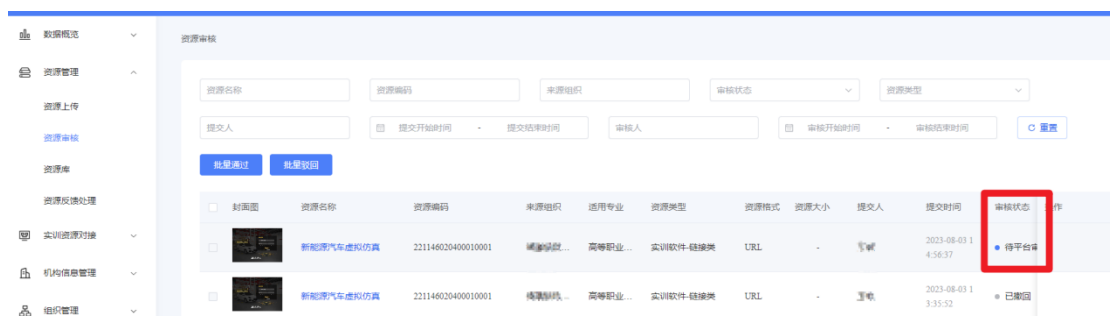 数据概览
资源审核
资源管理
资源名称 资源编码 来源组织 审核状态 资源类型
资源上传
提交人 提交开始时间 - 提交结束时间 审核人 审核开始时间 - 审核结束时间 重置
资源审核
批量通过 批量驳回
资源库
资源反馈处理
封面图 资源名称 资源编码 来源组织 适用专业 资源类型 资源格式 资源大小 提交人 提交时间 审核状态 作
实训资源对接
新能源汽车虚拟仿真 221146020400010001 高等职业... 实训软件-链接类 URL - 2023-08-03 1
4:56:37 待平台审
机构信息管理
新能源汽车虚拟仿真 221146020400010001 高等职业... 实训软件-链接类 URL - 2023-08-03 1
3:35:52 已撤回
组织管理